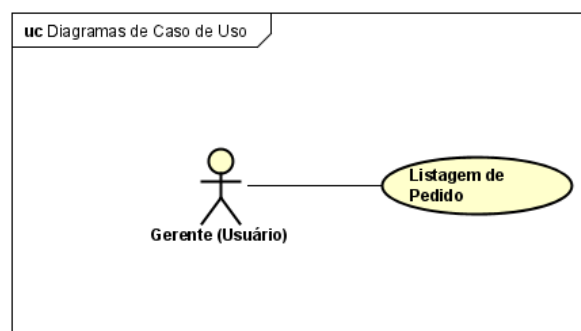 uc Diagramas de Caso de Uso
Listagem de
Pedido
Gerente (Usuário)